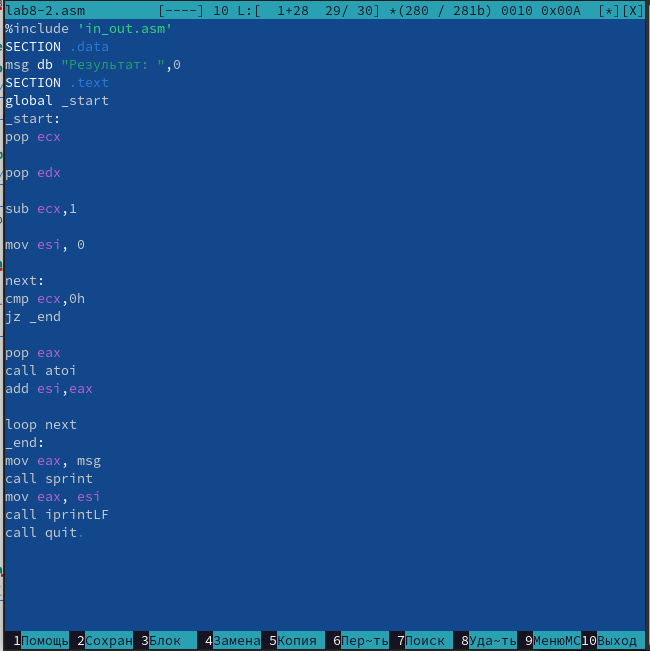 lab8-2.asm [----] 10 L:[ 1+28 29/ 30] *(280 / 281b) 0010 0x00A [*][X]
%include 'in_out.asm'
SECTION .data
msg db "Результат: ",0
SECTION .text
global _start
_start:
pop ecx
pop edx
sub ecx,1
mov esi, 0
next:
cmp ecx,0h
jz _end
pop eax
call atoi
add esi,eax
loop next
_end:
mov eax, msg
call sprint
mov eax, esi
call iprintLF
call quit.
1Помощь 2Сохран 3Блок 4Замена 5Копия 6Пер~ть 7Поиск 8Уда~ть 9МенюMC 10Выход